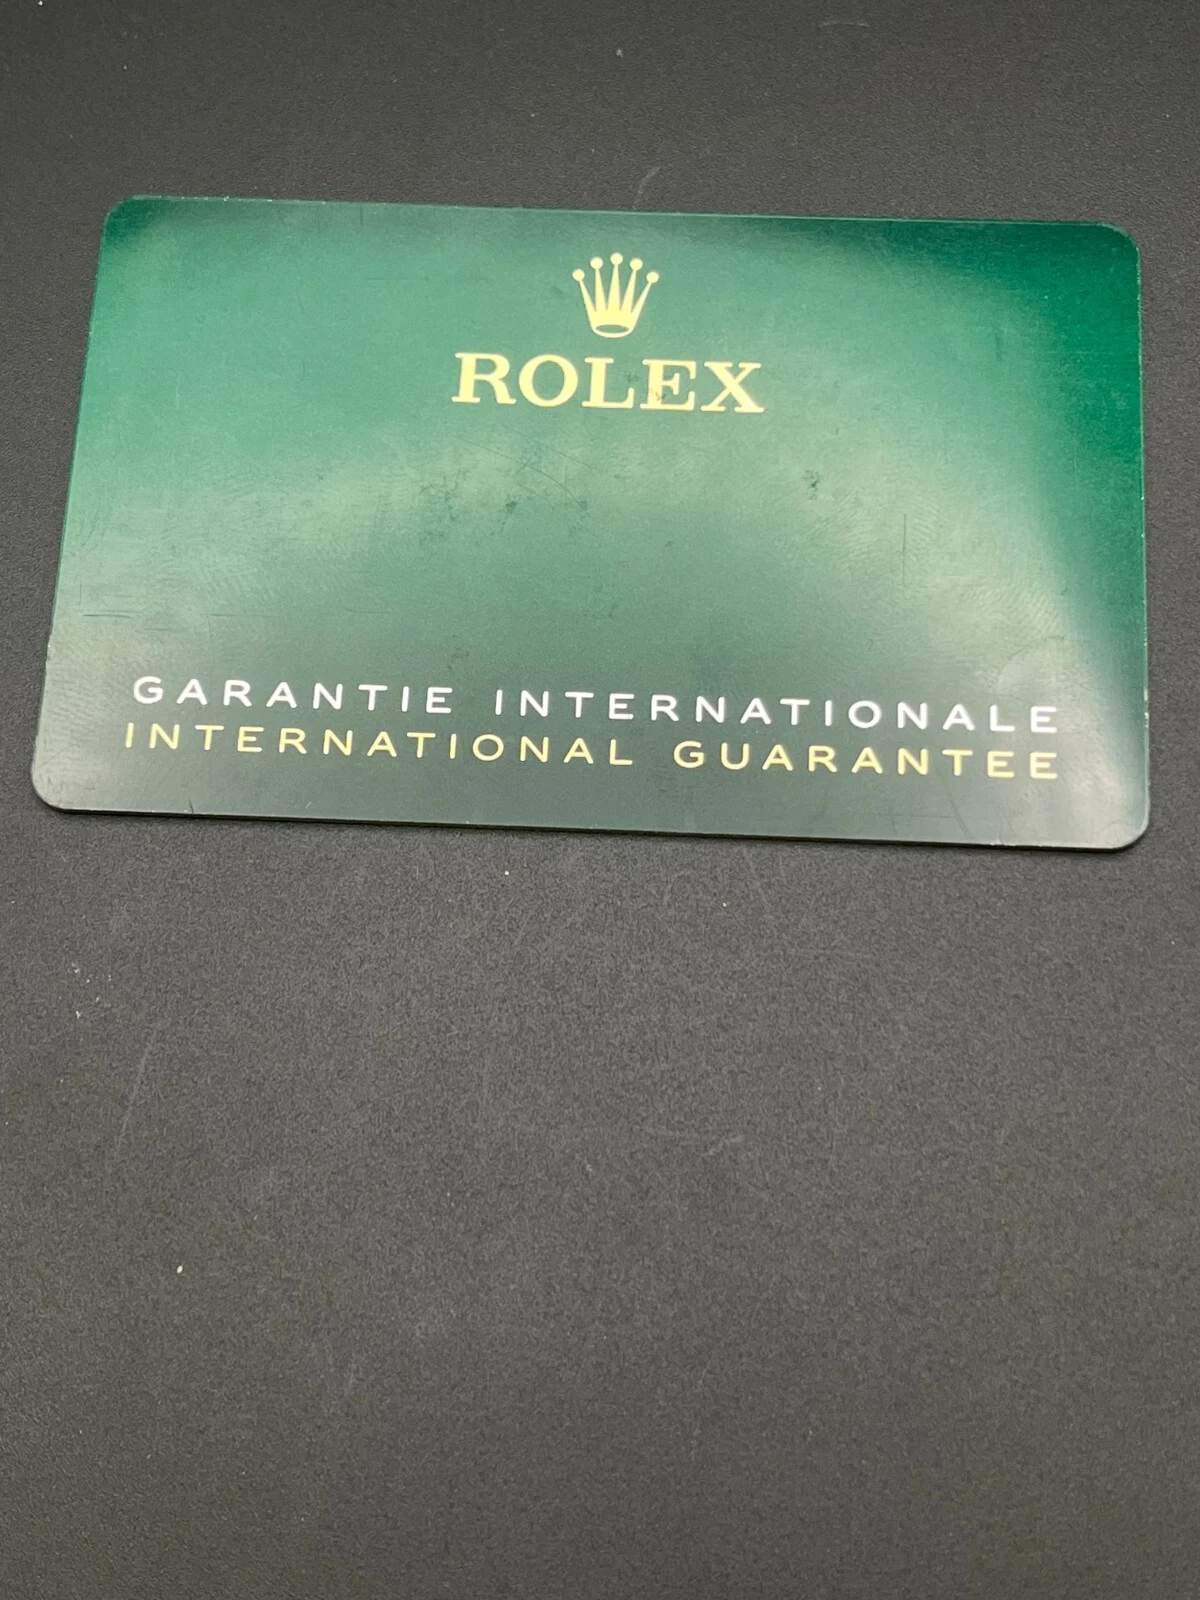 ROLEX
GARANTIE INTERNATIONALE
INTERNATIONAL GUARANTEE